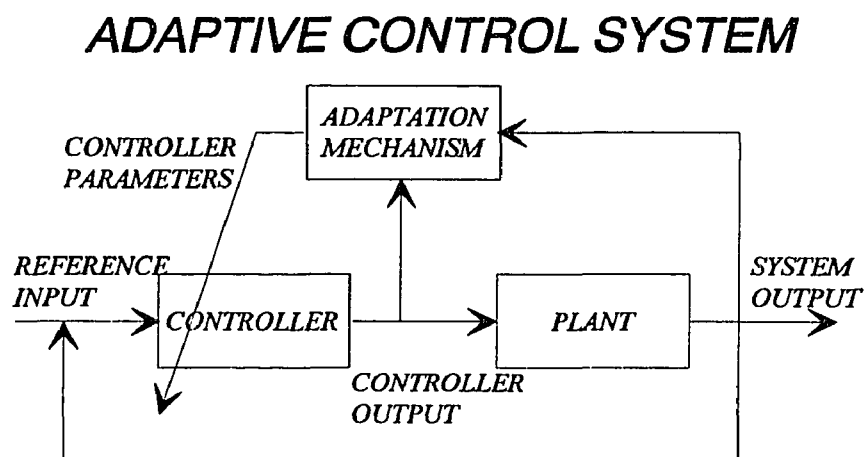 ADAPTIVE CONTROL SYSTEM
ADAPTATION
MECHANISM
CONTROLLER
PARAMETERS
REFERENCE
INPUT
CONTROLLER
PLANT
SYSTEM
OUTPUT
CONTROLLER
OUTPUT